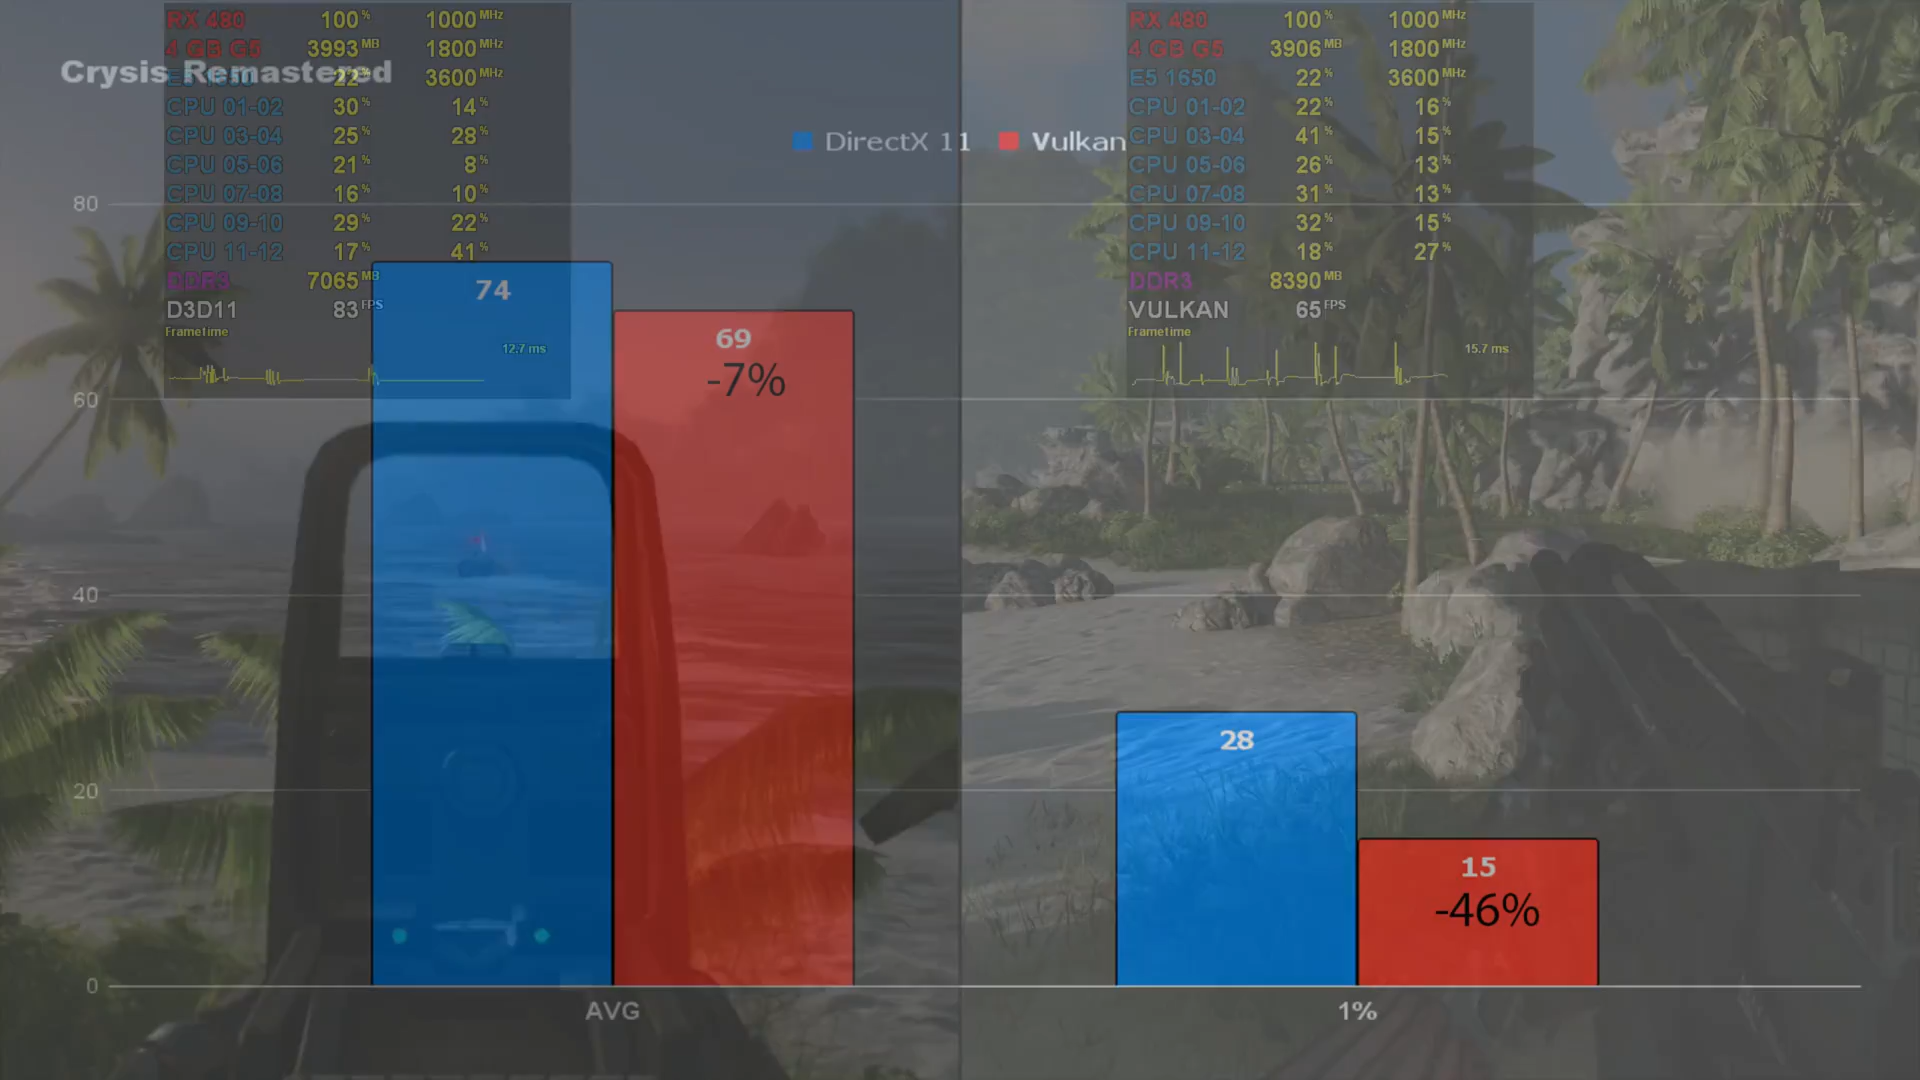 RX 480 100% 1000 MHz
4 GB G5 3993 MB 1800 MHz
Crysis Remastered
E5 1650 22% 3600 MHz
CPU 01-02 30% 14%
CPU 03-04 25% 28%
CPU 05-06 21% 8%
CPU 07-08 16% 10%
CPU 09-10 29% 22%
CPU 11-12 17% 41%
DDR3 7065 MB
D3D11 83 FPS
Frametime
12.7 ms
RX 480 100% 1000 MHz
4 GB G5 3906 MB 1800 MHz
E5 1650 22% 3600 MHz
CPU 01-02 22% 16%
CPU 03-04 41% 15%
CPU 05-06 26% 13%
CPU 07-08 31% 13%
CPU 09-10 32% 15%
CPU 11-12 18% 27%
DDR3 8390 MB
VULKAN 65 FPS
Frametime
15.7 ms
DirectX 11 Vulkan
80
60
40
20
0
74
69
-7%
28
15
-46%
AVG 1%